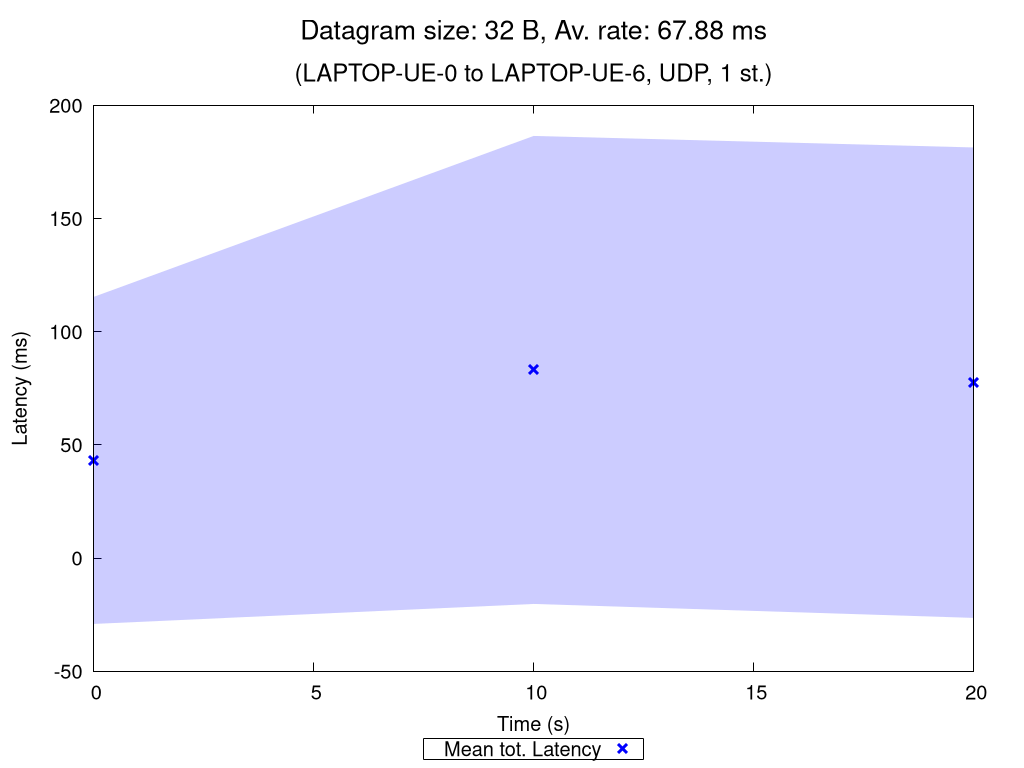 Datagram size: 32 B, Av. rate: 67.88 ms
(LAPTOP-UE-0 to LAPTOP-UE-6, UDP, 1 st.)
200
150
100
50
0
-50
Latency (ms)
0 5 10 15 20
Time (s)
Mean tot. Latency